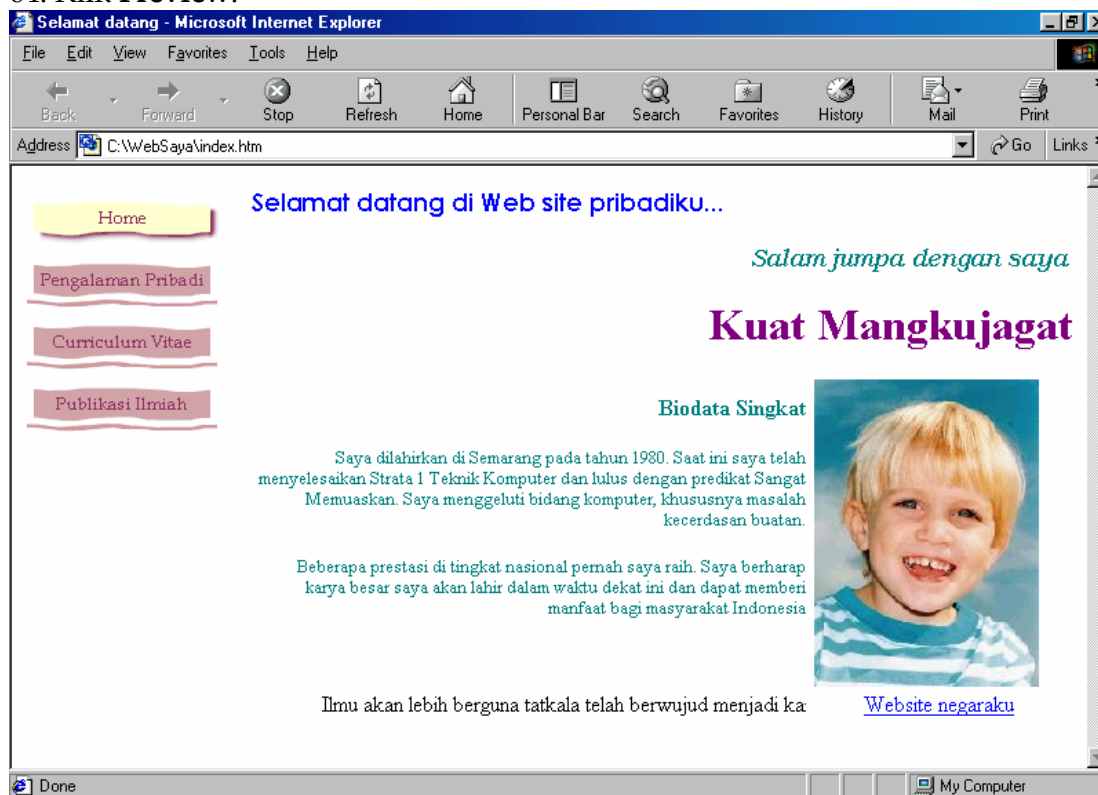 61. Klik Preview.
Selamat datang - Microsoft Internet Explorer
File Edit View Favorites Tools Help
Back Forward Stop Refresh Home Personal Bar Search Favorites History Mail Print
Address C:\WebSaya\index.htm Go Links
Home
Pengalaman Pribadi
Curriculum Vitae
Publikasi Ilmiah
Selamat datang di Web site pribadiku...
Salam jumpa dengan saya
Kuat Mangkujagat
Biodata Singkat
Saya dilahirkan di Semarang pada tahun 1980. Saat ini saya telah
menyelesaikan Strata 1 Teknik Komputer dan lulus dengan predikat Sangat
Memuaskan. Saya menggeluti bidang komputer, khususnya masalah
kecerdasan buatan.
Beberapa prestasi di tingkat nasional pernah saya raih. Saya berharap
karya besar saya akan lahir dalam waktu dekat ini dan dapat memberi
manfaat bagi masyarakat Indonesia
Ilmu akan lebih berguna tatkala telah berwujud menjadi ka
Website negaraku
Done My Computer